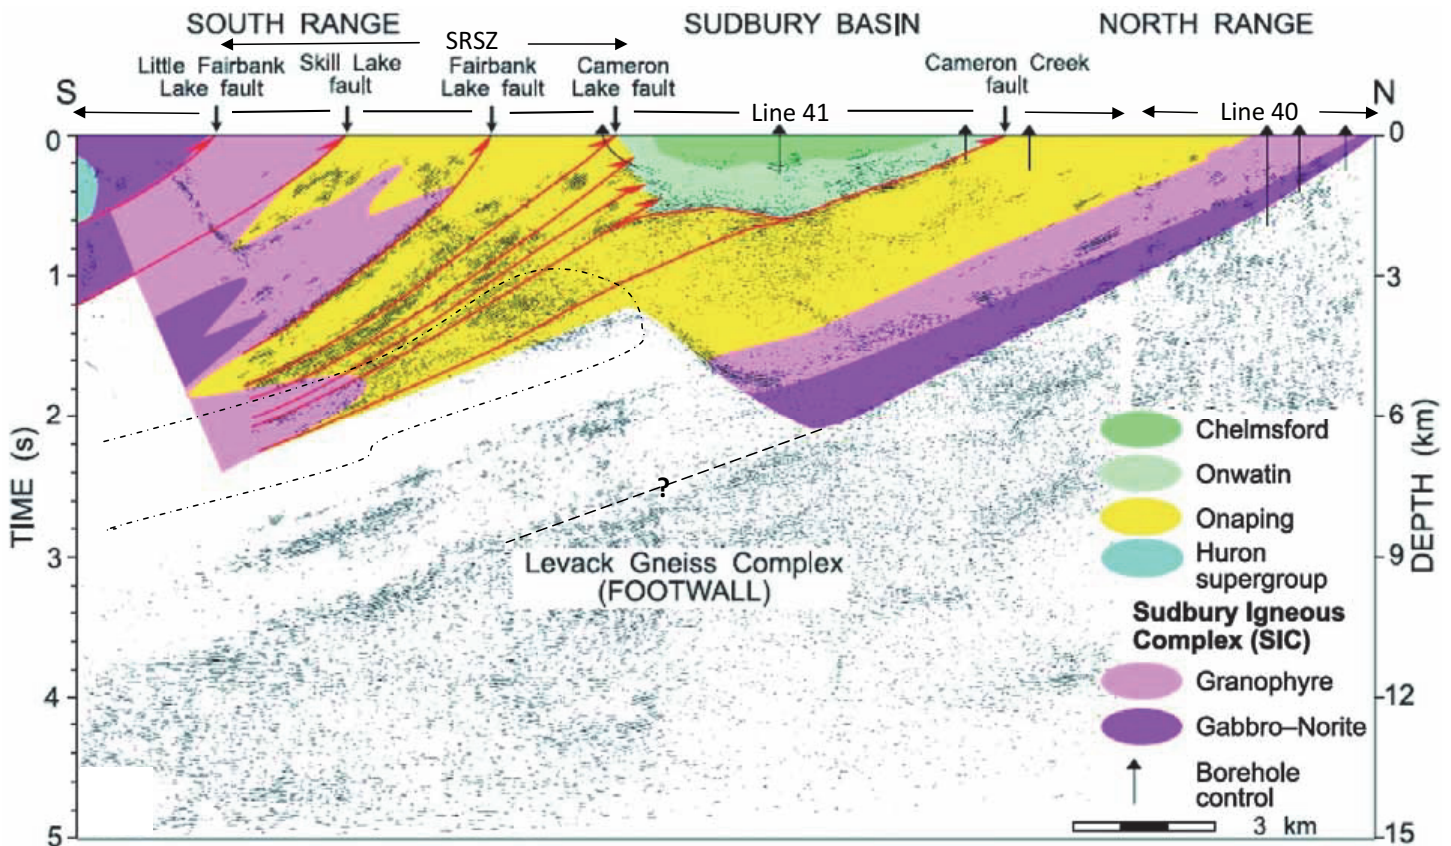 SOUTH RANGE
SUDBURY BASIN
NORTH RANGE
SRSZ
Little Fairbank
Lake fault
Skill Lake
fault
Fairbank
Lake fault
Cameron
Lake fault
Cameron Creek
fault
S
N
Line 41
Line 40
0
1
2
3
4
5
TIME (s)
0
3
6
9
12
15
DEPTH (km)
?
Levack Gneiss Complex
(FOOTWALL)
Chelmsford
Onwatin
Onaping
Huron
supergroup
Sudbury Igneous
Complex (SIC)
Granophyre
Gabbro–Norite
Borehole
control
3 km